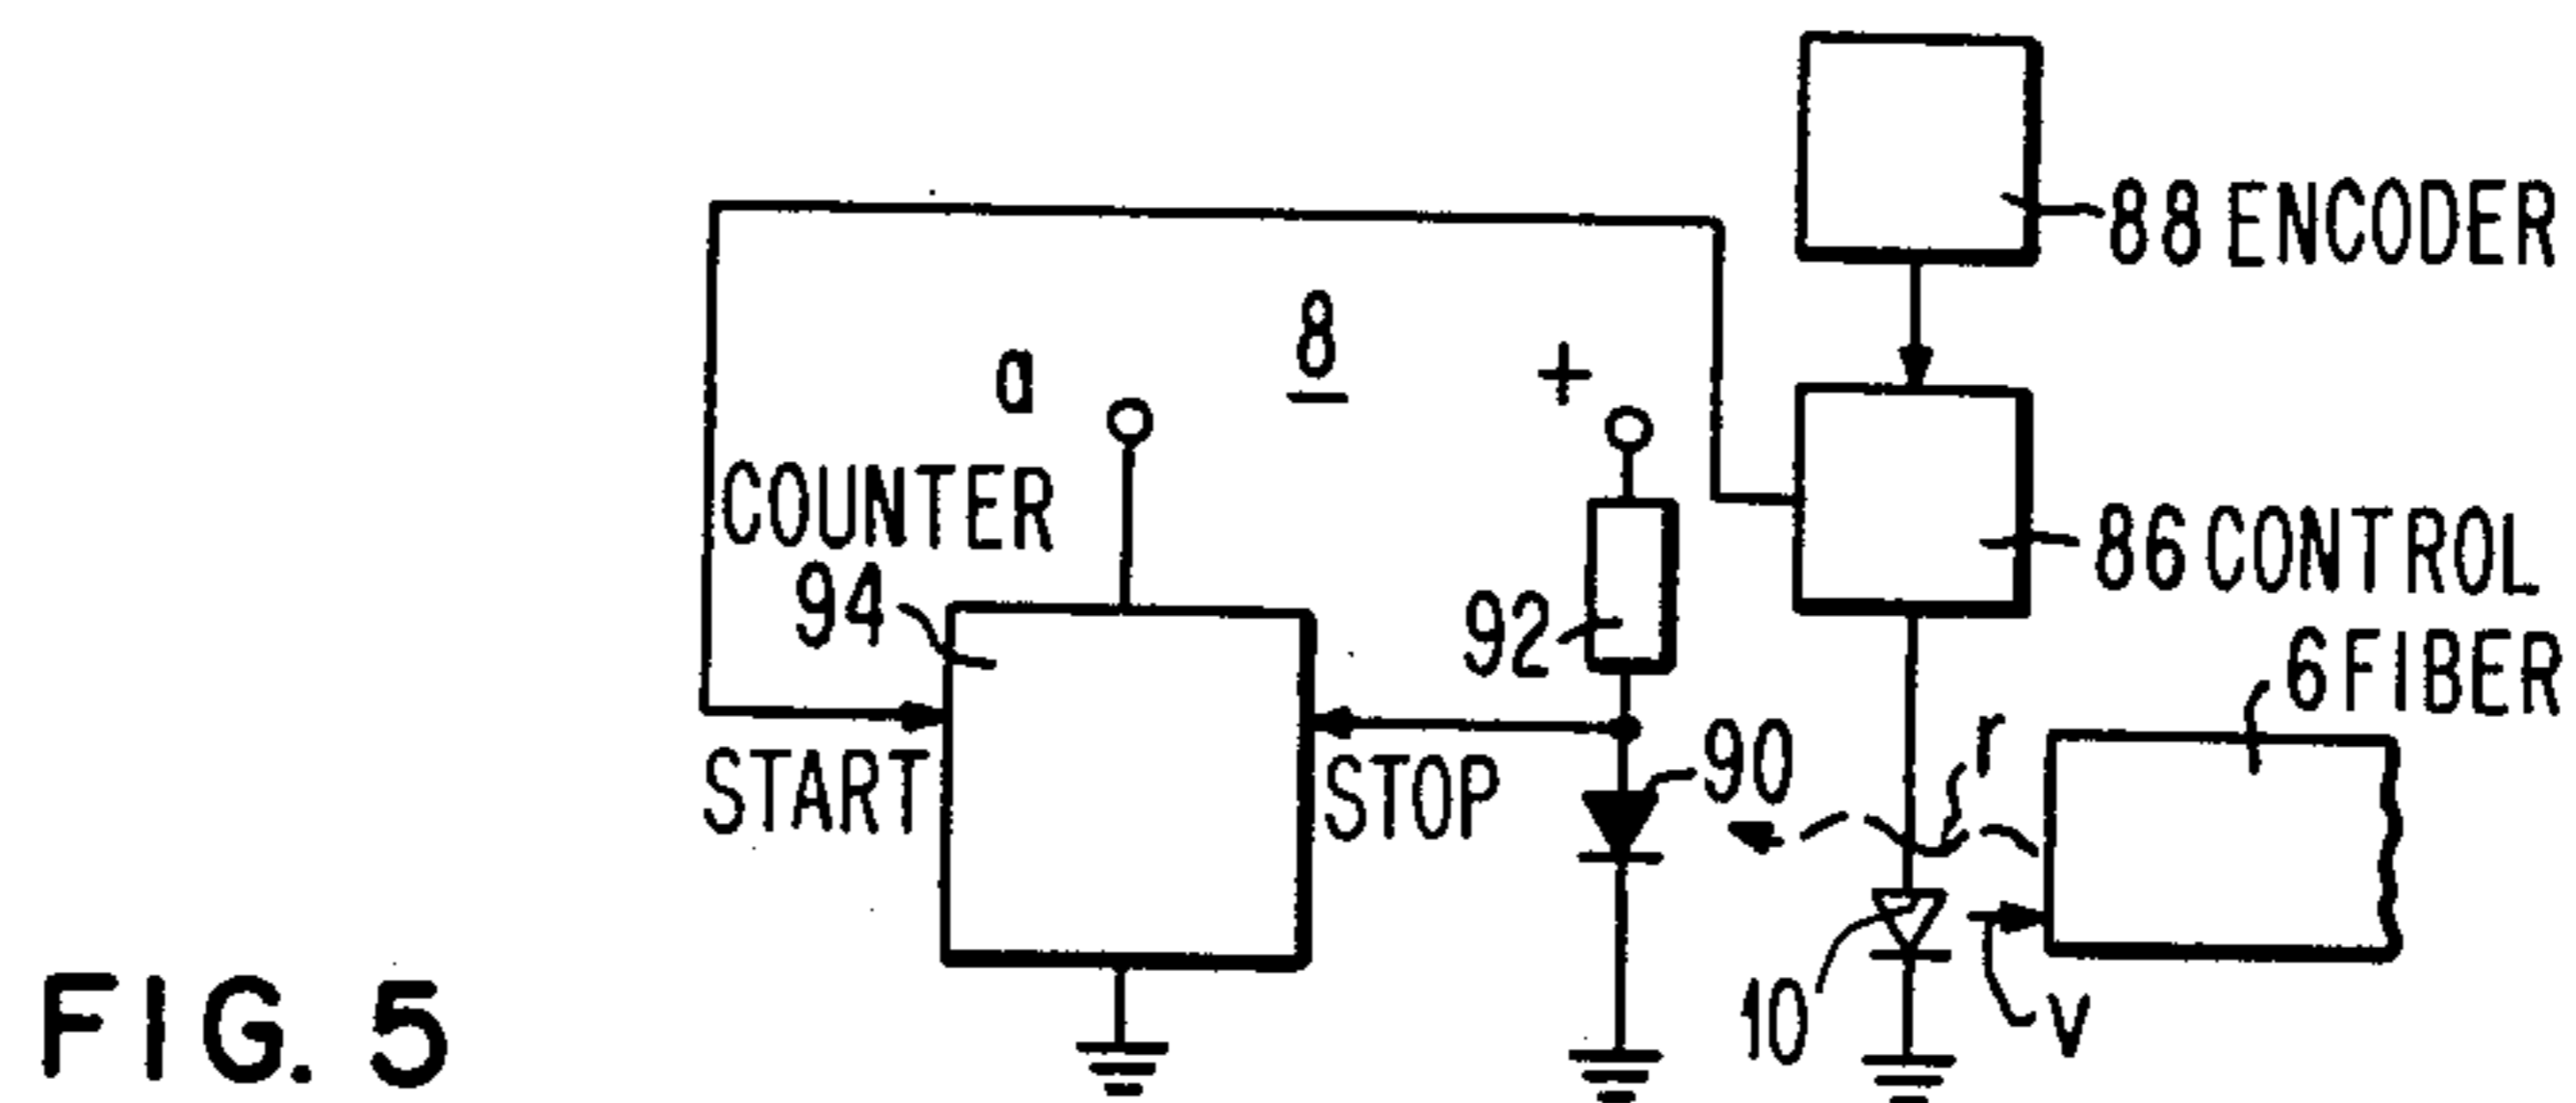 88 ENCODER
8
a
+
COUNTER
94
86 CONTROL
92
6 FIBER
r
90
START
STOP
10
v
FIG. 5